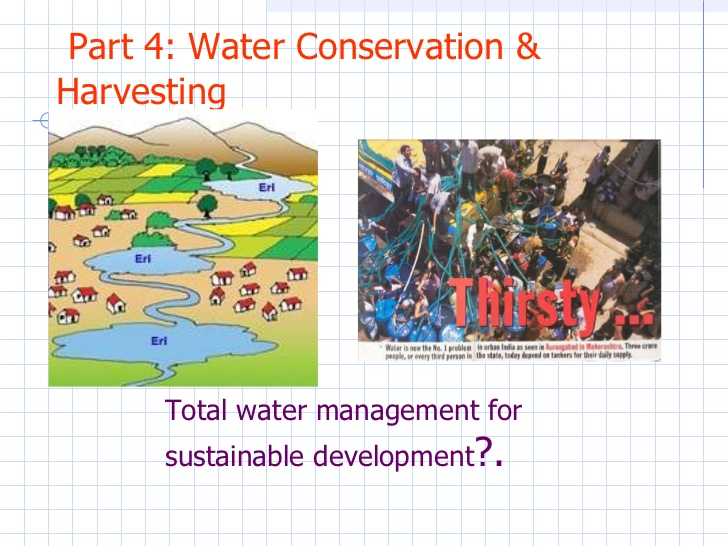 Part 4: Water Conservation &
Harvesting
Eri
Eri
Eri
Thirsty ...
Water is now the No. 1 problem in urban India as seen in Aurangabad in Maharashtra. Three crore
people, or every third person in the state, today depend on tankers for their daily supply.
Total water management for
sustainable development?.